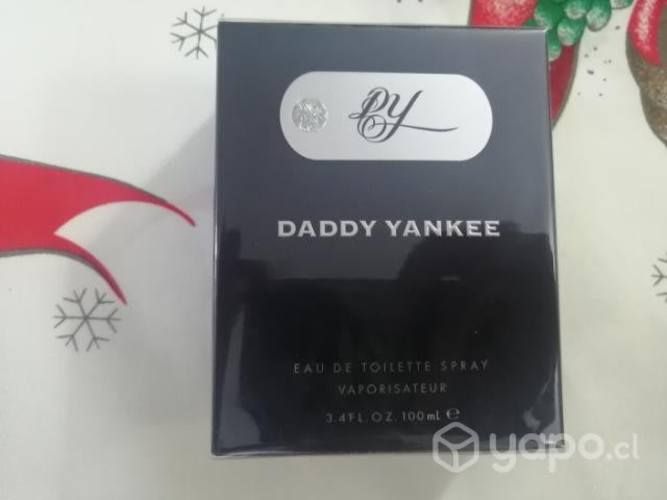 DY
DADDY YANKEE
EAU DE TOILETTE SPRAY
VAPORISATEUR
3.4 FL. OZ. 100 mL ℮
yapo.cl